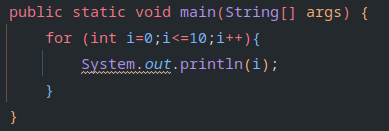 public static void main(String[] args) {
    for (int i=0;i<=10;i++){
        System.out.println(i);
    }
}